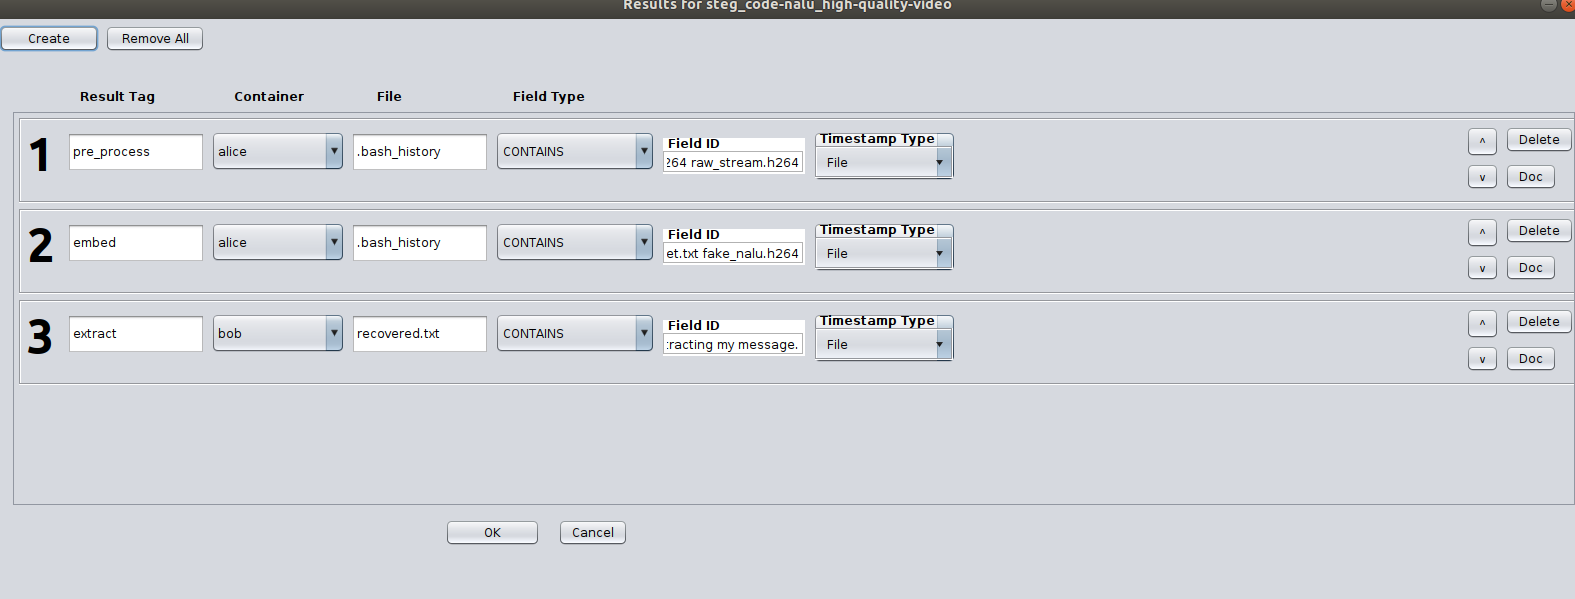 Results for steg_code-nalu_high-quality-video
Create Remove All
Result Tag Container File Field Type
1 pre_process alice .bash_history CONTAINS Field ID 264 raw_stream.h264 Timestamp Type File ^ v Delete Doc
2 embed alice .bash_history CONTAINS Field ID et.txt fake_nalu.h264 Timestamp Type File ^ v Delete Doc
3 extract bob recovered.txt CONTAINS Field ID tracting my message. Timestamp Type File ^ v Delete Doc
OK Cancel